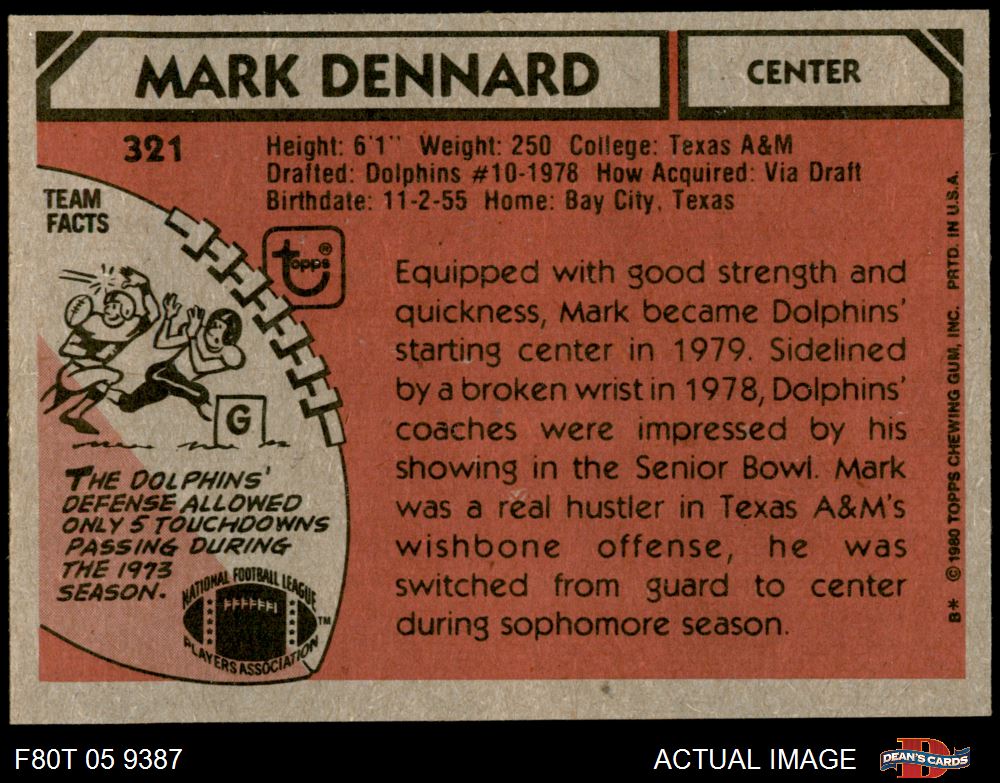 MARK DENNARD
CENTER
321
Height: 6'1" Weight: 250 College: Texas A&M
Drafted: Dolphins #10-1978 How Acquired: Via Draft
Birthdate: 11-2-55 Home: Bay City, Texas
TEAM
FACTS
topps®
Equipped with good strength and
quickness, Mark became Dolphins'
starting center in 1979. Sidelined
by a broken wrist in 1978, Dolphins'
coaches were impressed by his
showing in the Senior Bowl. Mark
was a real hustler in Texas A&M's
wishbone offense, he was
switched from guard to center
during sophomore season.
G
THE DOLPHINS'
DEFENSE ALLOWED
ONLY 5 TOUCHDOWNS
PASSING DURING
THE 1973
SEASON.
NATIONAL FOOTBALL LEAGUE
PLAYERS ASSOCIATION
TM
B* © 1980 TOPPS CHEWING GUM, INC. PRTD. IN U.S.A.
F80T 05 9387
ACTUAL IMAGE
D
DEAN'S CARDS